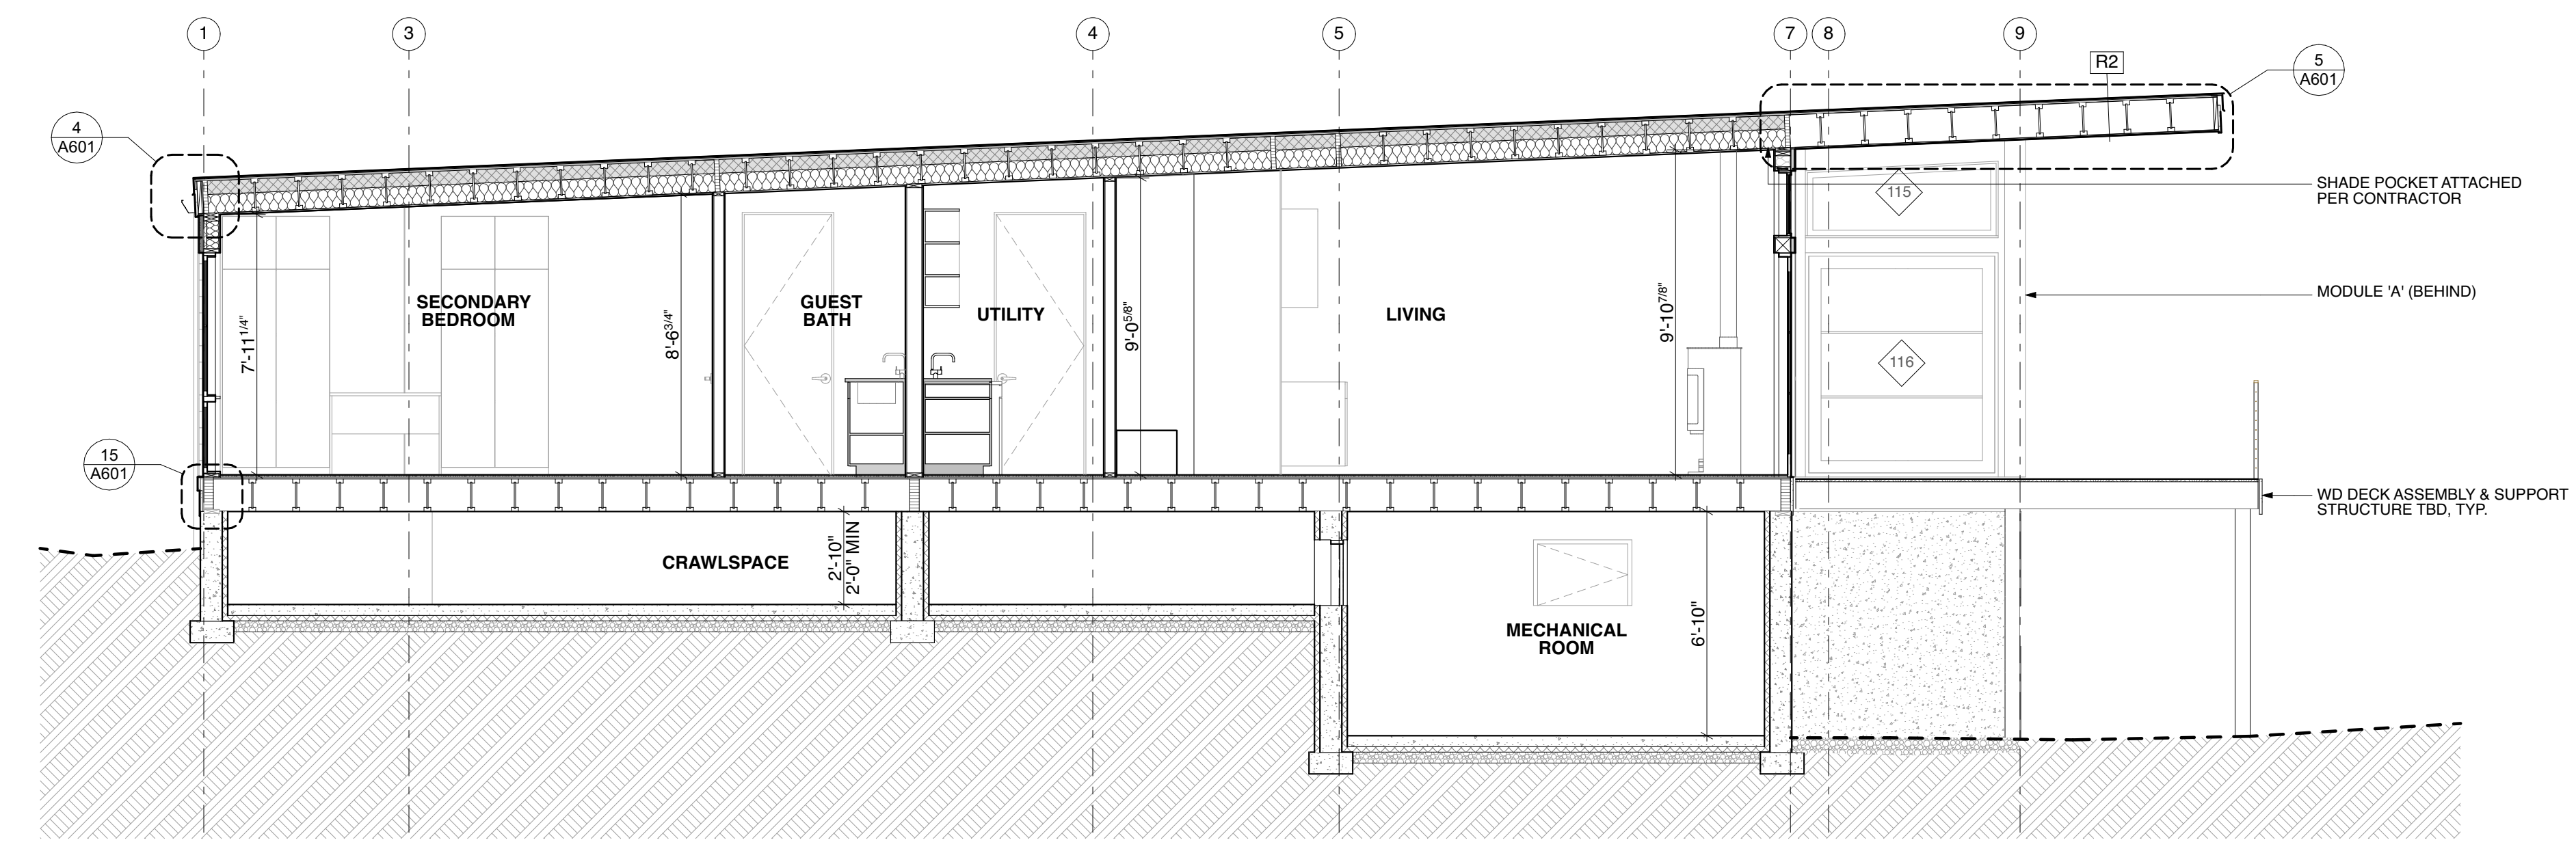 1
3
4
5
7
8
9
R2
5
A601
4
A601
SHADE POCKET ATTACHED
PER CONTRACTOR
115
MODULE 'A' (BEHIND)
SECONDARY
BEDROOM
GUEST
BATH
UTILITY
LIVING
7'-11 1/4"
8'-6 3/4"
9'-0 5/8"
9'-10 7/8"
116
15
A601
WD DECK ASSEMBLY & SUPPORT
STRUCTURE TBD, TYP.
CRAWLSPACE
2'-10"
2'-0" MIN
MECHANICAL
ROOM
6'-10"